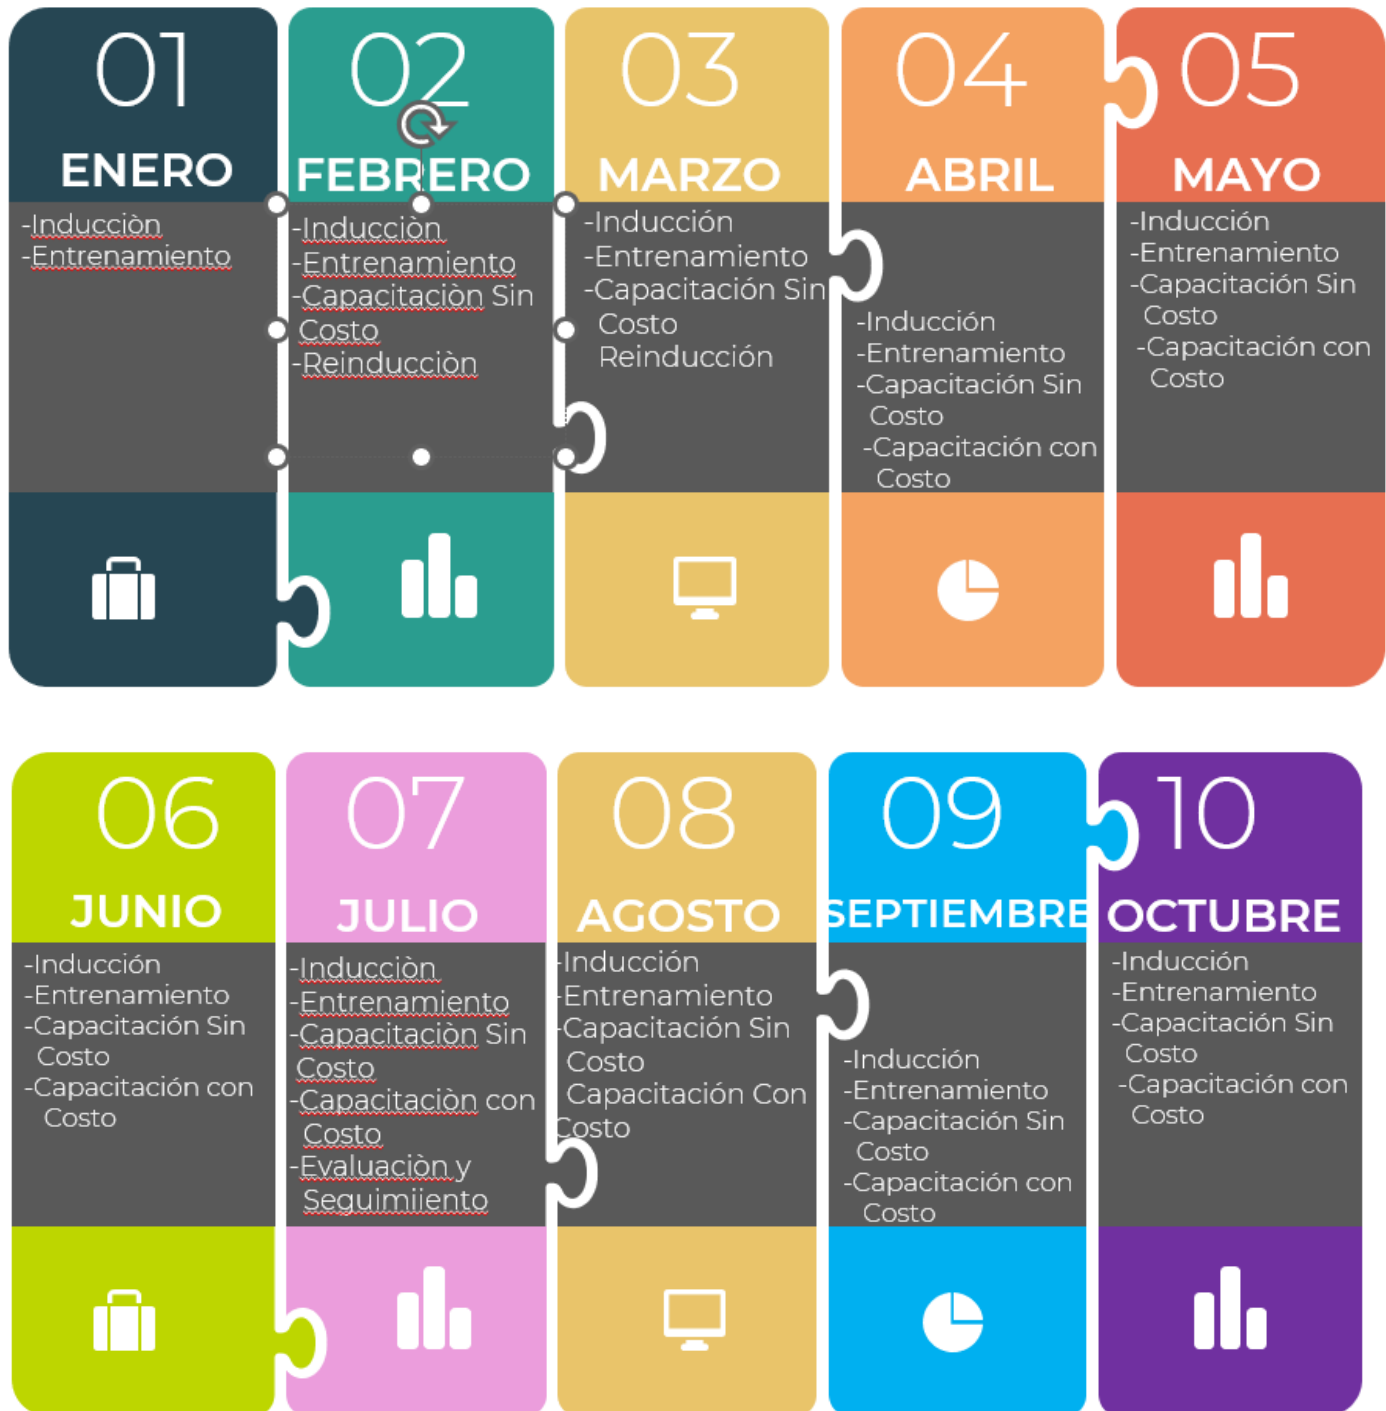 01
ENERO
-Inducciòn
-Entrenamiento
02
FEBRERO
-Inducciòn
-Entrenamiento
-Capacitaciòn Sin
Costo
-Reinducciòn
03
MARZO
-Inducción
-Entrenamiento
-Capacitación Sin
Costo
Reinducción
04
ABRIL
-Inducción
-Entrenamiento
-Capacitación Sin
Costo
-Capacitación con
Costo
05
MAYO
-Inducción
-Entrenamiento
-Capacitación Sin
Costo
-Capacitación con
Costo
06
JUNIO
-Inducción
-Entrenamiento
-Capacitación Sin
Costo
-Capacitación con
Costo
07
JULIO
-Inducciòn
-Entrenamiento
-Capacitaciòn Sin
Costo
-Capacitaciòn con
Costo
-Evaluaciòn y
Seguimiiento
08
AGOSTO
-Inducción
-Entrenamiento
-Capacitación Sin
Costo
Capacitación Con
Costo
09
SEPTIEMBRE
-Inducción
-Entrenamiento
-Capacitación Sin
Costo
-Capacitación con
Costo
10
OCTUBRE
-Inducción
-Entrenamiento
-Capacitación Sin
Costo
-Capacitación con
Costo